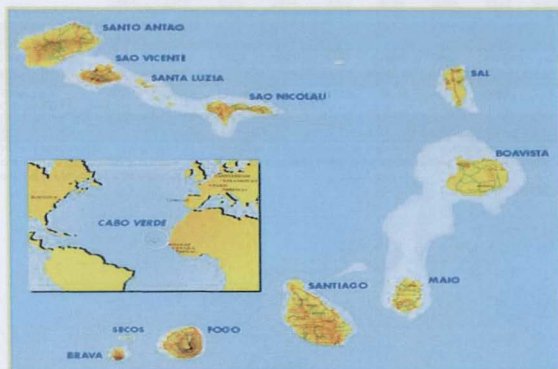 SANTO ANTAO
SAO VICENTE
SANTA LUZIA
SAO NICOLAU
SAL
BOAVISTA
CABO VERDE
SANTIAGO
MAIO
SECOS
FOGO
BRAVA